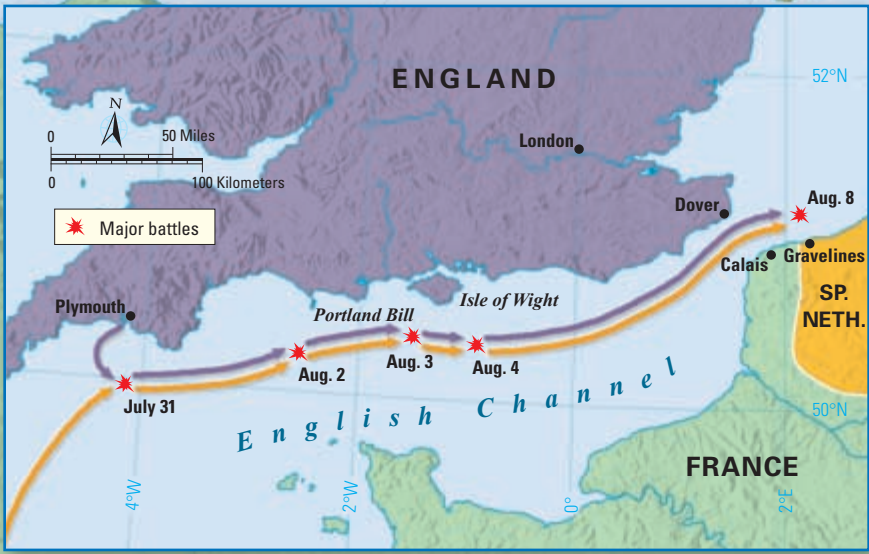 ENGLAND
52°N
N
0 50 Miles
0 100 Kilometers
London
Major battles
Dover
Aug. 8
Calais
Gravelines
SP.
NETH.
Plymouth
Portland Bill
Isle of Wight
Aug. 2
Aug. 3
Aug. 4
July 31
English Channel
50°N
FRANCE
4°W
2°W
0°
2°E